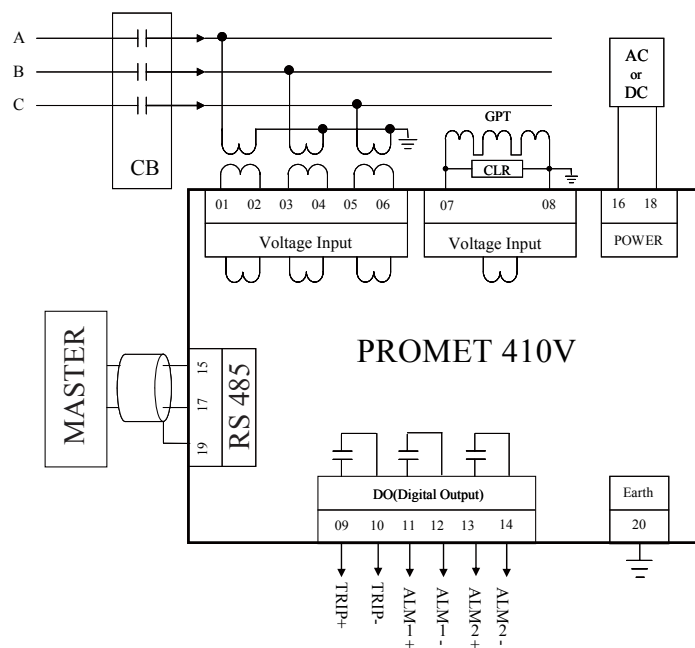 A
B
C
CB
GPT
CLR
AC
or
DC
01 02 03 04 05 06
Voltage Input
07 08
Voltage Input
16 18
POWER
MASTER
15
17
19
RS 485
PROMET 410V
DO(Digital Output)
09 10 11 12 13 14
TRIP+
TRIP-
ALM1+
ALM1-
ALM2+
ALM2-
Earth
20